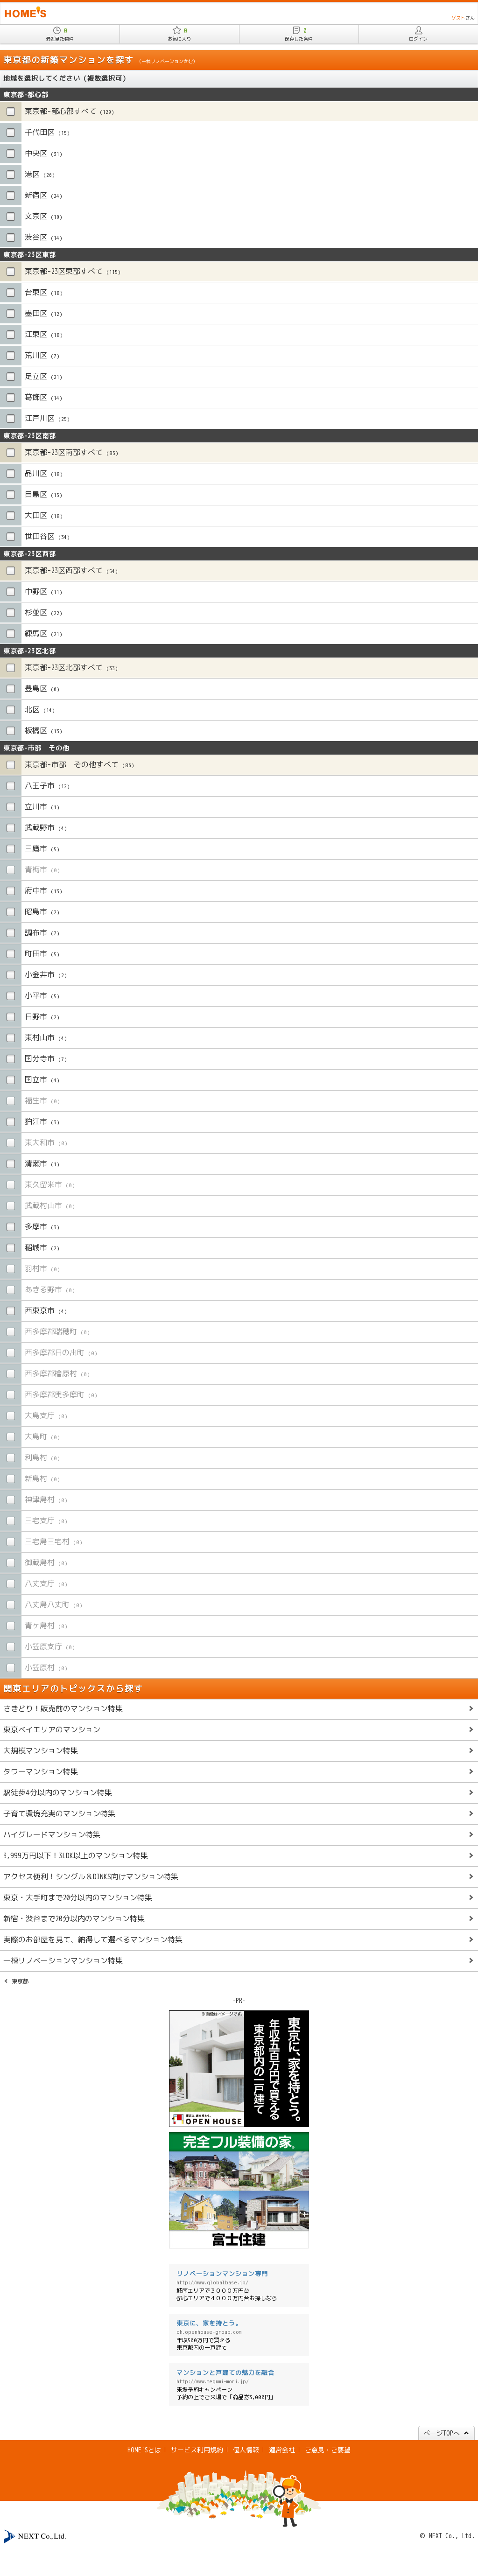 HOME'S
ゲストさん
0
最近見た物件
0
お気に入り
0
保存した条件
ログイン
東京都の新築マンションを探す (一棟リノベーション含む)
地域を選択してください（複数選択可）
東京都-都心部
東京都-都心部すべて (129)
千代田区 (15)
中央区 (31)
港区 (26)
新宿区 (24)
文京区 (19)
渋谷区 (14)
東京都-23区東部
東京都-23区東部すべて (115)
台東区 (18)
墨田区 (12)
江東区 (18)
荒川区 (7)
足立区 (21)
葛飾区 (14)
江戸川区 (25)
東京都-23区南部
東京都-23区南部すべて (85)
品川区 (18)
目黒区 (15)
大田区 (18)
世田谷区 (34)
東京都-23区西部
東京都-23区西部すべて (54)
中野区 (11)
杉並区 (22)
練馬区 (21)
東京都-23区北部
東京都-23区北部すべて (33)
豊島区 (6)
北区 (14)
板橋区 (13)
東京都-市部　その他
東京都-市部　その他すべて (86)
八王子市 (12)
立川市 (1)
武蔵野市 (4)
三鷹市 (5)
青梅市 (0)
府中市 (13)
昭島市 (2)
調布市 (7)
町田市 (5)
小金井市 (2)
小平市 (5)
日野市 (2)
東村山市 (4)
国分寺市 (7)
国立市 (4)
福生市 (0)
狛江市 (3)
東大和市 (0)
清瀬市 (1)
東久留米市 (0)
武蔵村山市 (0)
多摩市 (3)
稲城市 (2)
羽村市 (0)
あきる野市 (0)
西東京市 (4)
西多摩郡瑞穂町 (0)
西多摩郡日の出町 (0)
西多摩郡檜原村 (0)
西多摩郡奥多摩町 (0)
大島支庁 (0)
大島町 (0)
利島村 (0)
新島村 (0)
神津島村 (0)
三宅支庁 (0)
三宅島三宅村 (0)
御蔵島村 (0)
八丈支庁 (0)
八丈島八丈町 (0)
青ヶ島村 (0)
小笠原支庁 (0)
小笠原村 (0)
関東エリアのトピックスから探す
さきどり！販売前のマンション特集
東京ベイエリアのマンション
大規模マンション特集
タワーマンション特集
駅徒歩4分以内のマンション特集
子育て環境充実のマンション特集
ハイグレードマンション特集
3,999万円以下！3LDK以上のマンション特集
アクセス便利！シングル＆DINKS向けマンション特集
東京・大手町まで20分以内のマンション特集
新宿・渋谷まで20分以内のマンション特集
実際のお部屋を見て、納得して選べるマンション特集
一棟リノベーションマンション特集
東京都
-PR-
※画像はイメージです。
東京に、家を持とう。
年収五百万円で買える
東京都内の一戸建て
東京に、家を持とう。
OPEN HOUSE
完全フル装備の家。
富士住建
リノベーションマンション専門
http://www.globalbase.jp/
城南エリアで３０００万円台
都心エリアで４０００万円台お探しなら
東京に、家を持とう。
oh.openhouse-group.com
年収500万円で買える
東京都内の一戸建て
マンションと戸建ての魅力を融合
http://www.megumi-mori.jp/
来場予約キャンペーン
予約の上でご来場で「商品券3,000円」
ページTOPへ
HOME'Sとは | サービス利用規約 | 個人情報 | 運営会社 | ご意見・ご要望
NEXT Co.,Ltd.
© NEXT Co., Ltd.